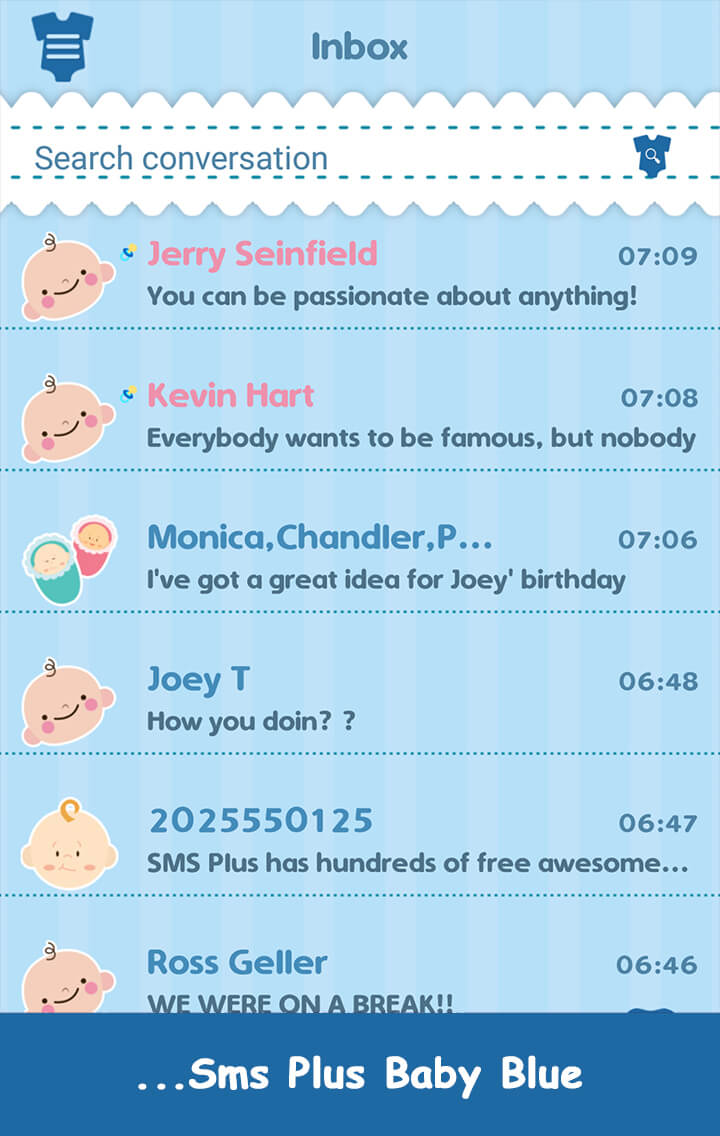 Inbox
Search conversation
Jerry Seinfield 07:09
You can be passionate about anything!
Kevin Hart 07:08
Everybody wants to be famous, but nobody
Monica,Chandler,P... 07:06
I've got a great idea for Joey' birthday
Joey T 06:48
How you doin? ?
2025550125 06:47
SMS Plus has hundreds of free awesome...
Ross Geller 06:46
WE WERE ON A BREAK!!
...Sms Plus Baby Blue